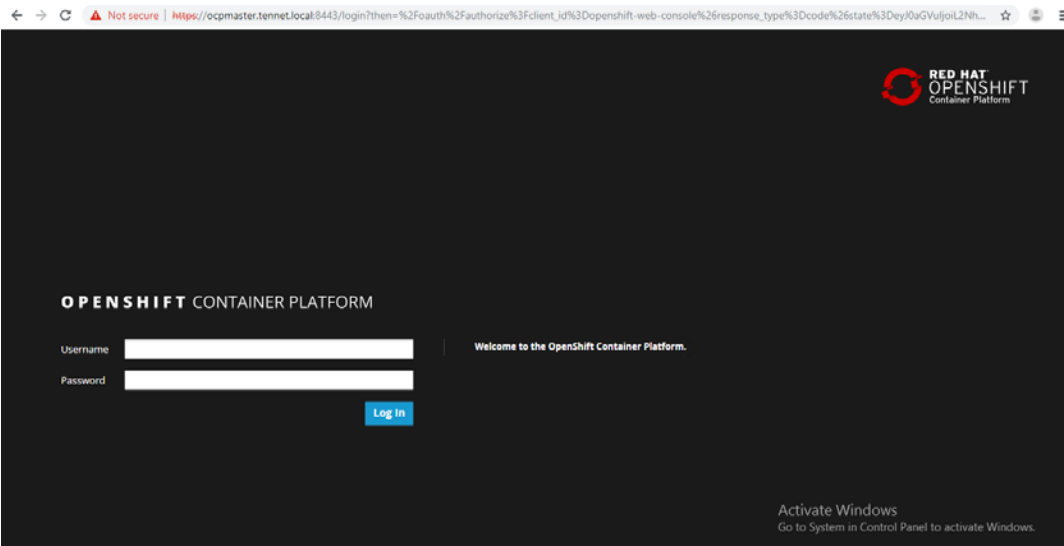 Not secure | https://ocpmaster.tennet.local:8443/login?then=%2Foauth%2Fauthorize%3Fclient_id%3Dopenshift-web-console%26response_type%3Dcode%26state%3DeyJ0aGVuIjoiL2Nh...
RED HAT
OPENSHIFT
Container Platform
OPENSHIFT CONTAINER PLATFORM
Username
Welcome to the OpenShift Container Platform.
Password
Log In
Activate Windows
Go to System in Control Panel to activate Windows.